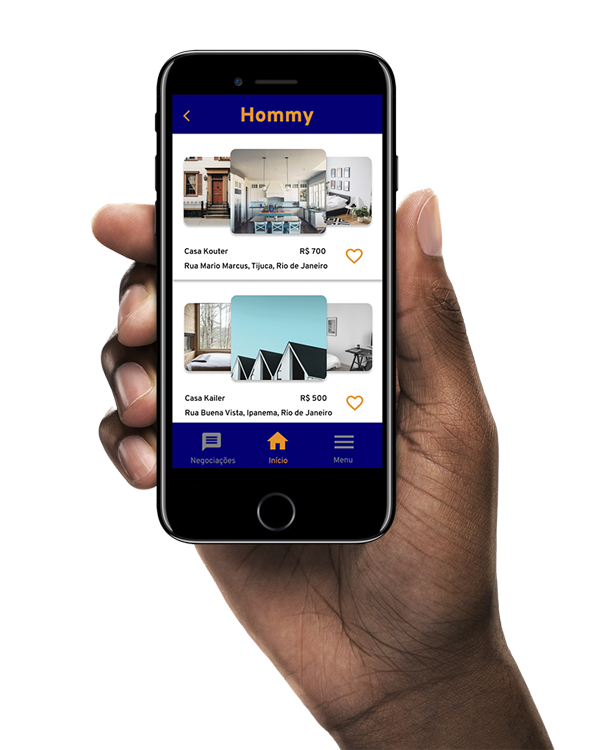 Hommy
Casa Kouter R$ 700
Rua Mario Marcus, Tijuca, Rio de Janeiro
Casa Kailer R$ 500
Rua Buena Vista, Ipanema, Rio de Janeiro
Negociações Início Menu